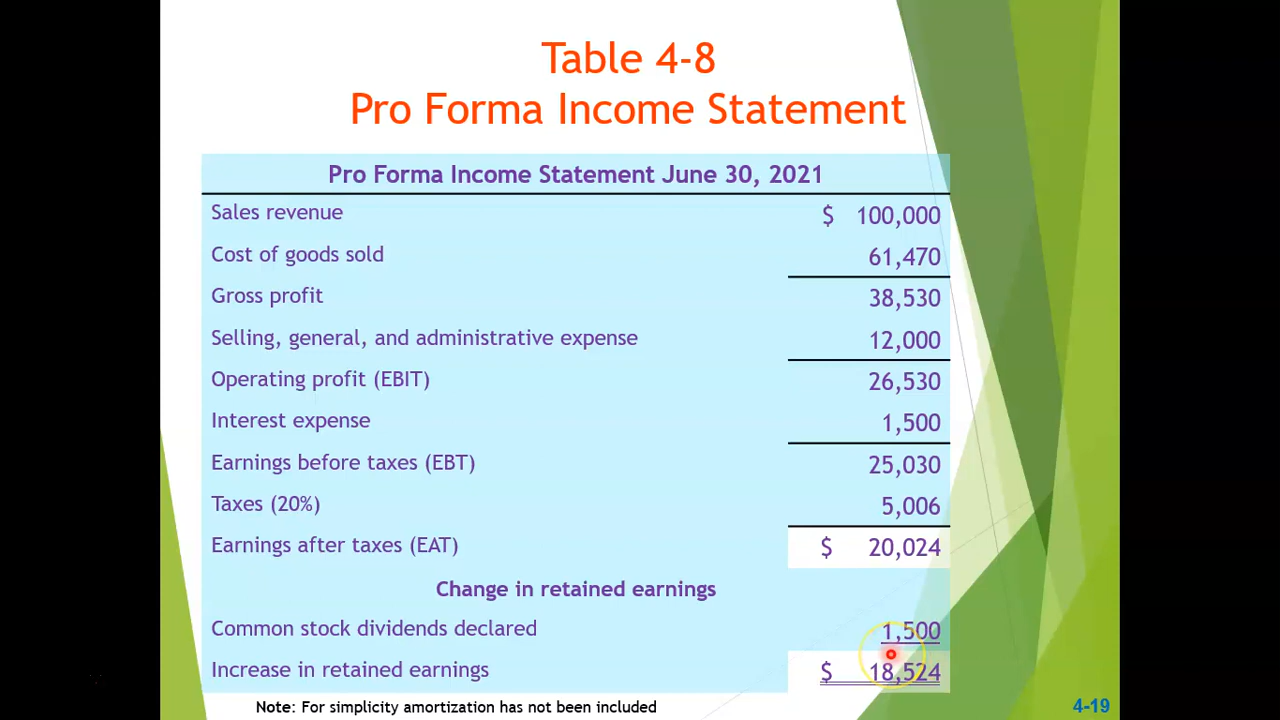 Table 4-8
Pro Forma Income Statement
Pro Forma Income Statement June 30, 2021
Sales revenue $ 100,000
Cost of goods sold 61,470
Gross profit 38,530
Selling, general, and administrative expense 12,000
Operating profit (EBIT) 26,530
Interest expense 1,500
Earnings before taxes (EBT) 25,030
Taxes (20%) 5,006
Earnings after taxes (EAT) $ 20,024
Change in retained earnings
Common stock dividends declared 1,500
Increase in retained earnings $ 18,524
Note: For simplicity amortization has not been included
4-19